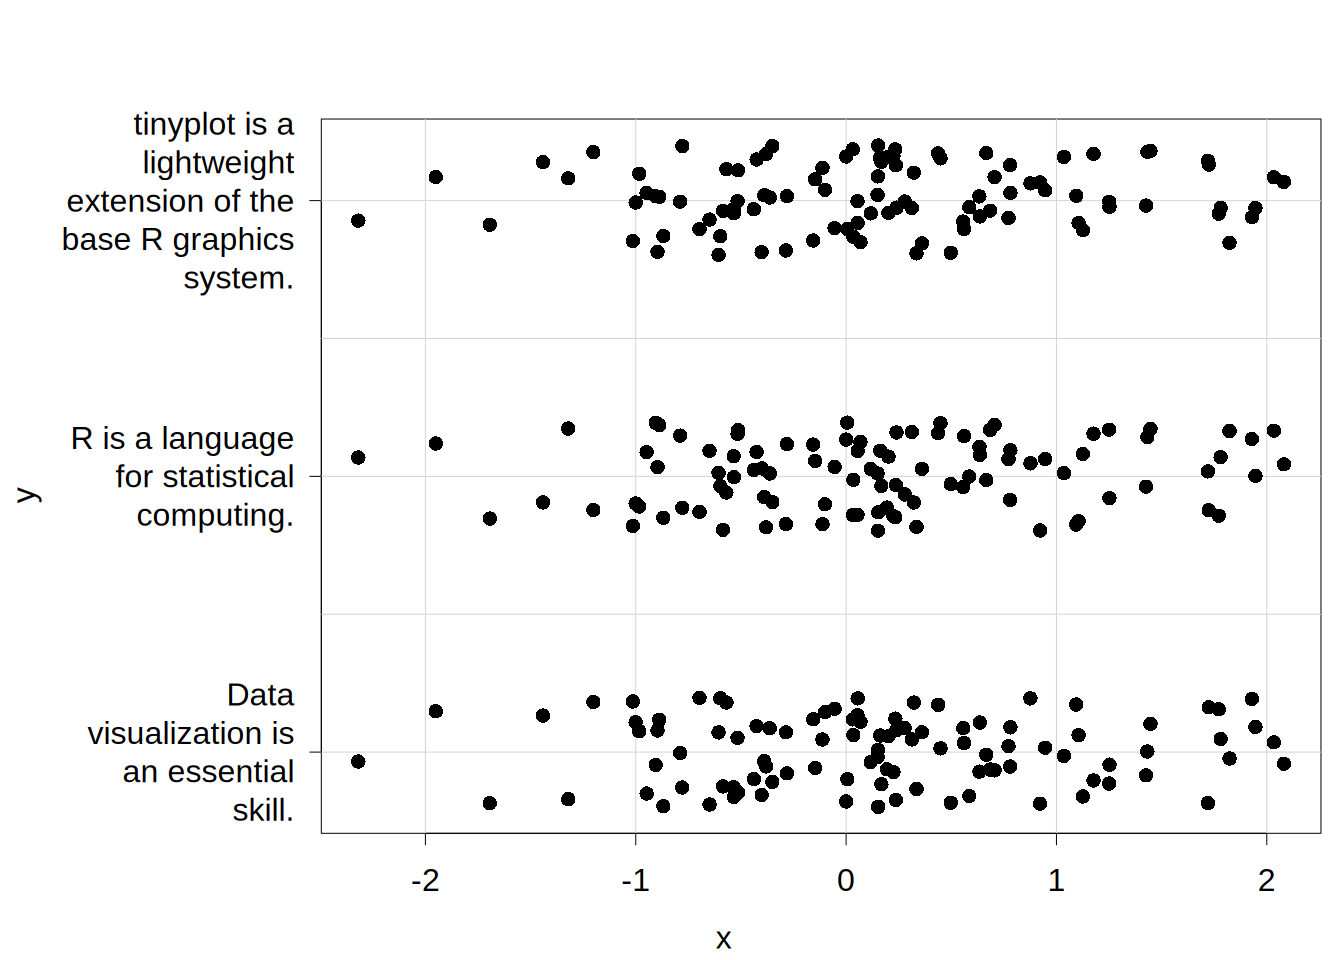 tinyplot is a
lightweight
extension of the
base R graphics
system.
R is a language
for statistical
computing.
Data
visualization is
an essential
skill.
y
-2 -1 0 1 2
x